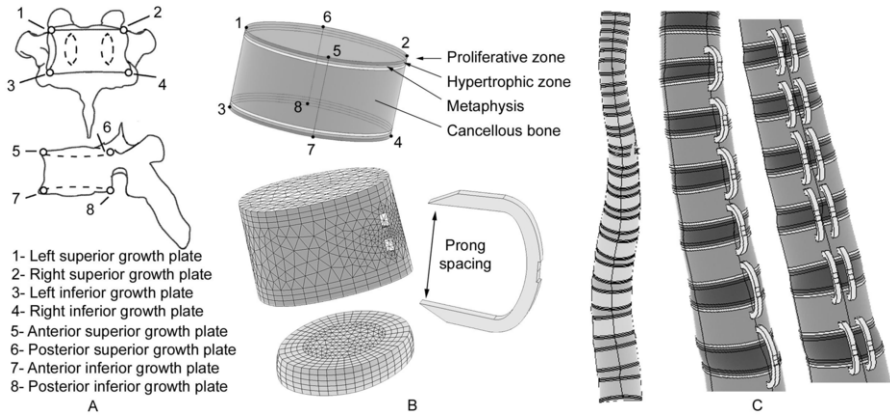 1
2
3
4
6
5
7
8
1- Left superior growth plate
2- Right superior growth plate
3- Left inferior growth plate
4- Right inferior growth plate
5- Anterior superior growth plate
6- Posterior superior growth plate
7- Anterior inferior growth plate
8- Posterior inferior growth plate
A
1
6
2
5
3
8
7
4
Proliferative zone
Hypertrophic zone
Metaphysis
Cancellous bone
Prong
spacing
B
C